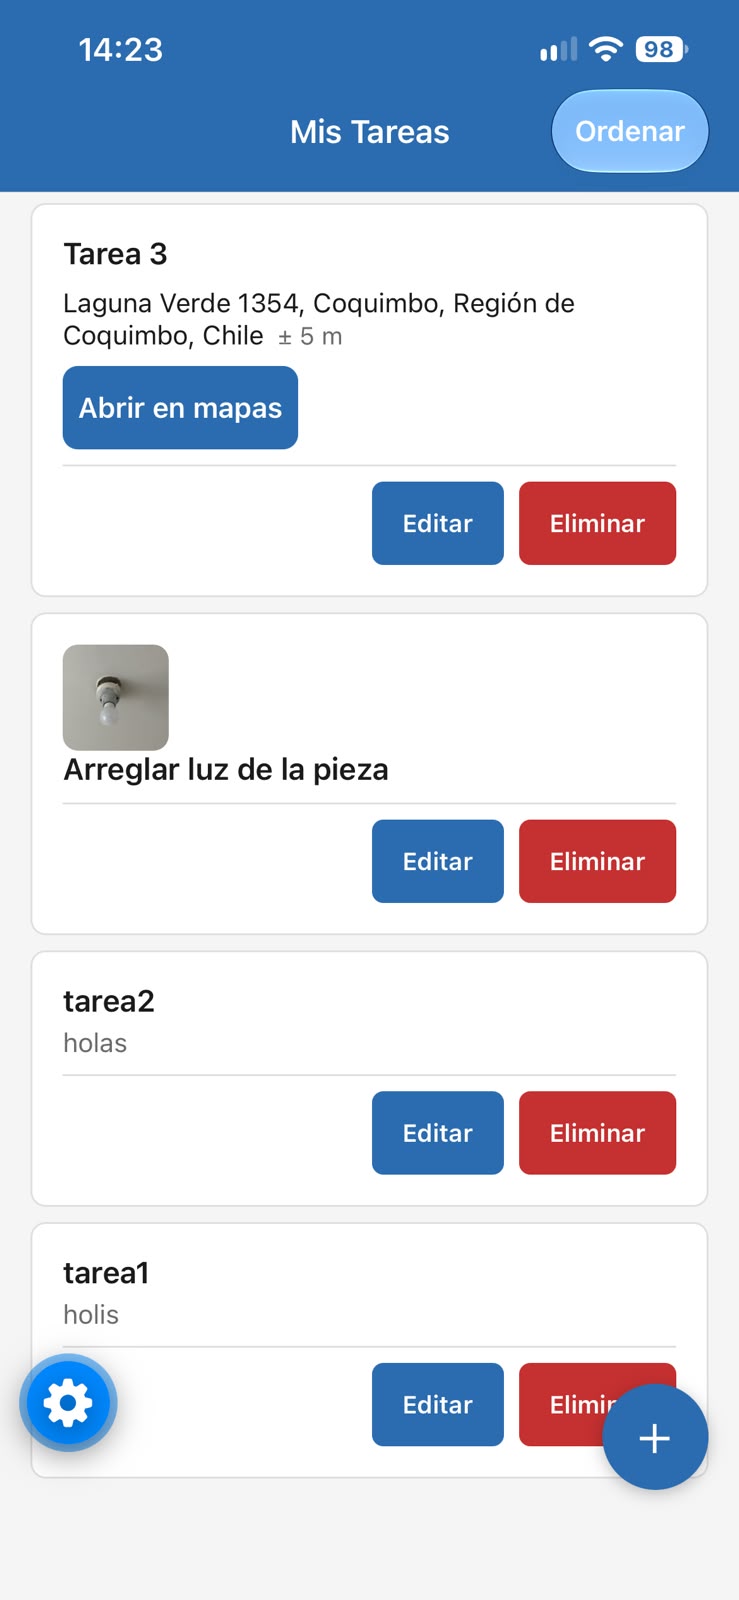 14:23
98
Mis Tareas
Ordenar
Tarea 3
Laguna Verde 1354, Coquimbo, Región de
Coquimbo, Chile ± 5 m
Abrir en mapas
Editar
Eliminar
Arreglar luz de la pieza
Editar
Eliminar
tarea2
holas
Editar
Eliminar
tarea1
holis
Editar
Elimin
+